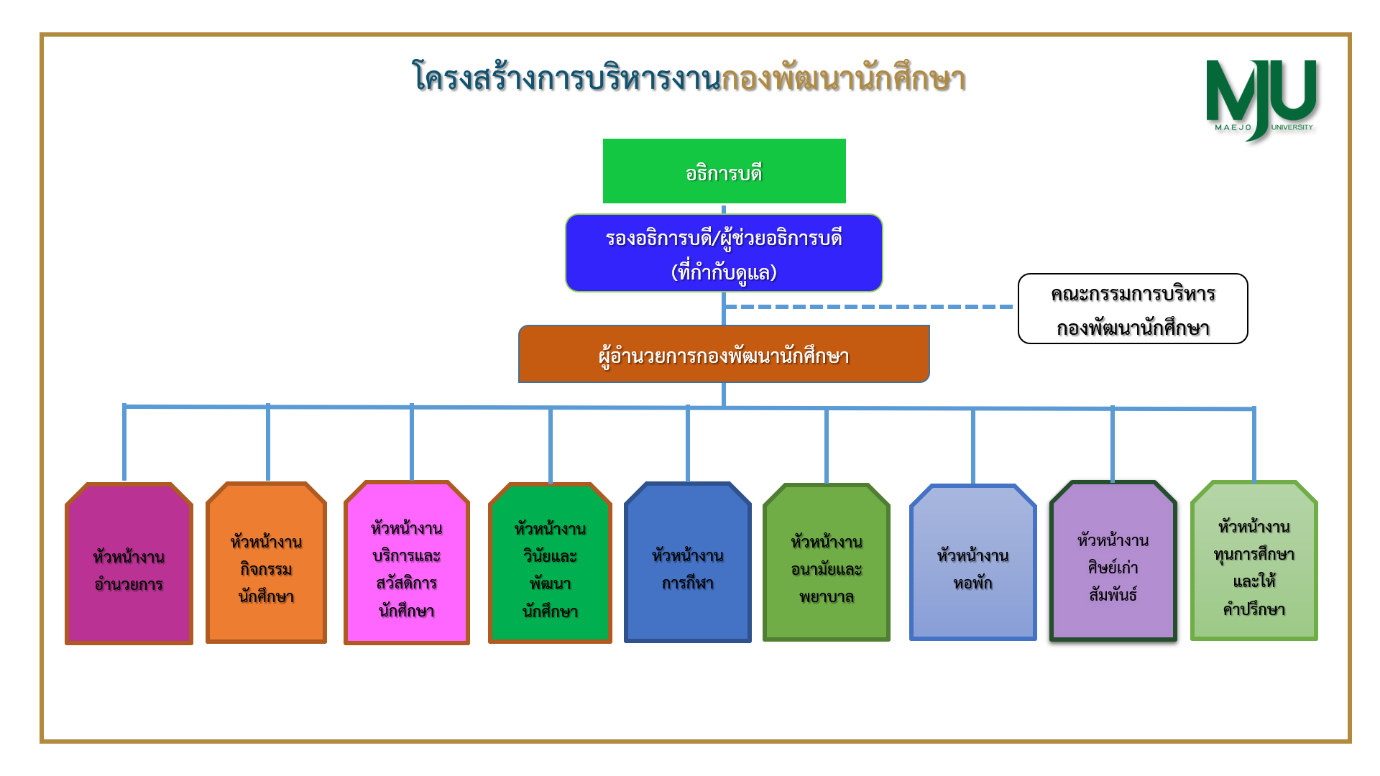 โครงสร้างการบริหารงานกองพัฒนานักศึกษา
MJU
MAEJO UNIVERSITY
อธิการบดี
รองอธิการบดี/ผู้ช่วยอธิการบดี
(ที่กำกับดูแล)
คณะกรรมการบริหาร
กองพัฒนานักศึกษา
ผู้อำนวยการกองพัฒนานักศึกษา
หัวหน้างาน
อำนวยการ
หัวหน้างาน
กิจกรรม
นักศึกษา
หัวหน้างาน
บริการและ
สวัสดิการ
นักศึกษา
หัวหน้างาน
วินัยและ
พัฒนา
นักศึกษา
หัวหน้างาน
การกีฬา
หัวหน้างาน
อนามัยและ
พยาบาล
หัวหน้างาน
หอพัก
หัวหน้างาน
ศิษย์เก่า
สัมพันธ์
หัวหน้างาน
ทุนการศึกษา
และให้
คำปรึกษา